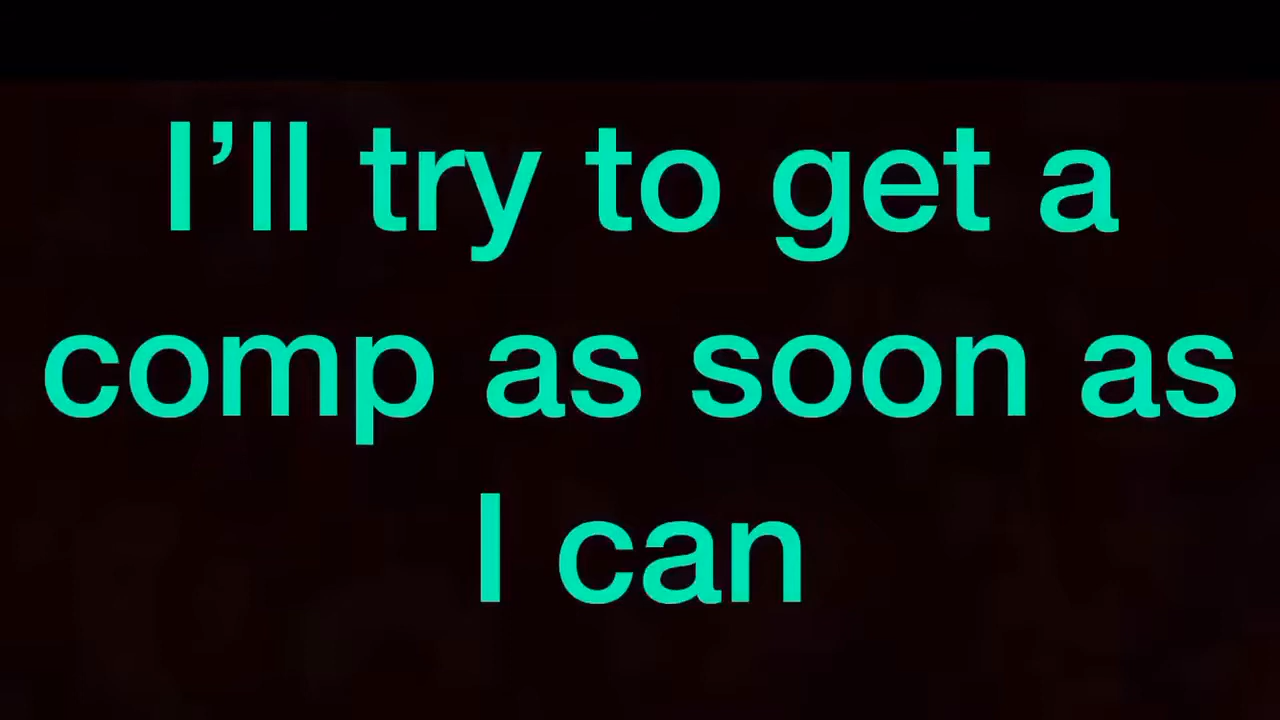 I’ll try to get a
comp as soon as
I can